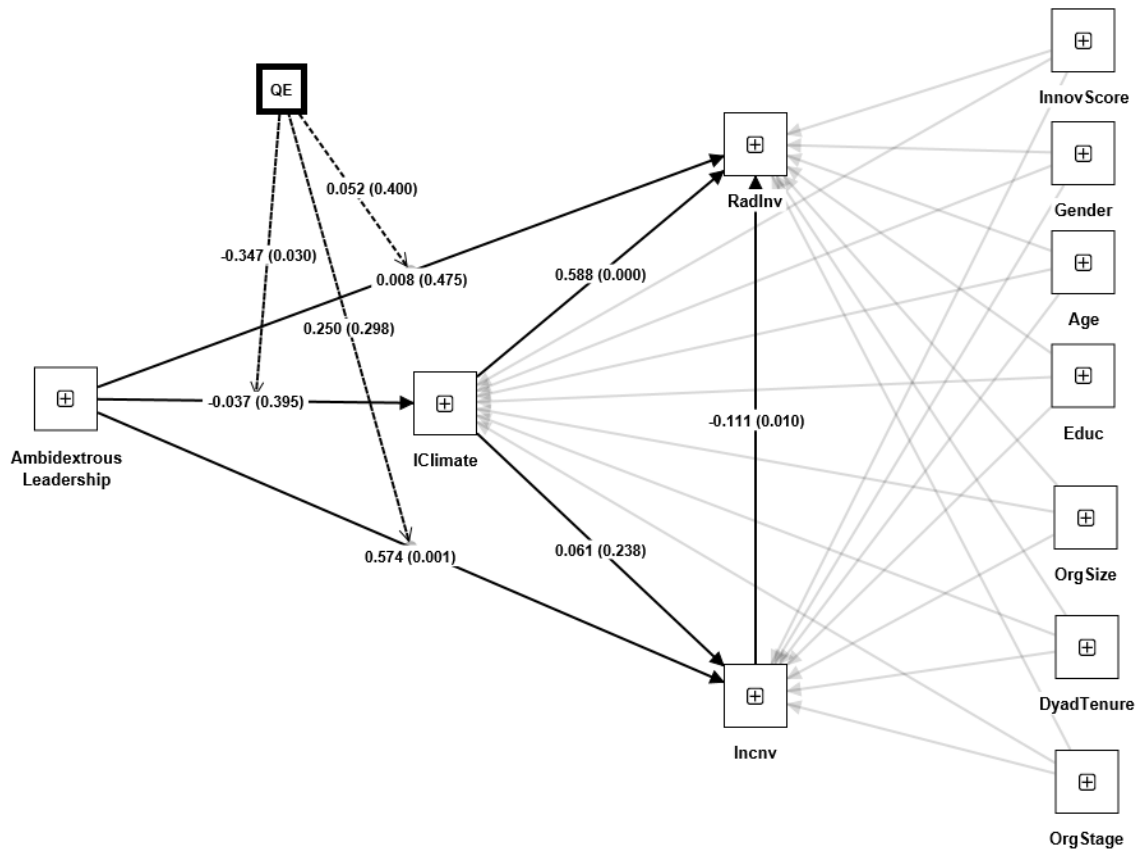 InnovScore
QE
Gender
RadInv
0.052 (0.400)
-0.347 (0.030)
0.008 (0.475)
0.588 (0.000)
Age
0.250 (0.298)
-0.037 (0.395)
-0.111 (0.010)
Educ
Ambidextrous
Leadership
IClimate
0.574 (0.001)
0.061 (0.238)
OrgSize
DyadTenure
Incnv
OrgStage